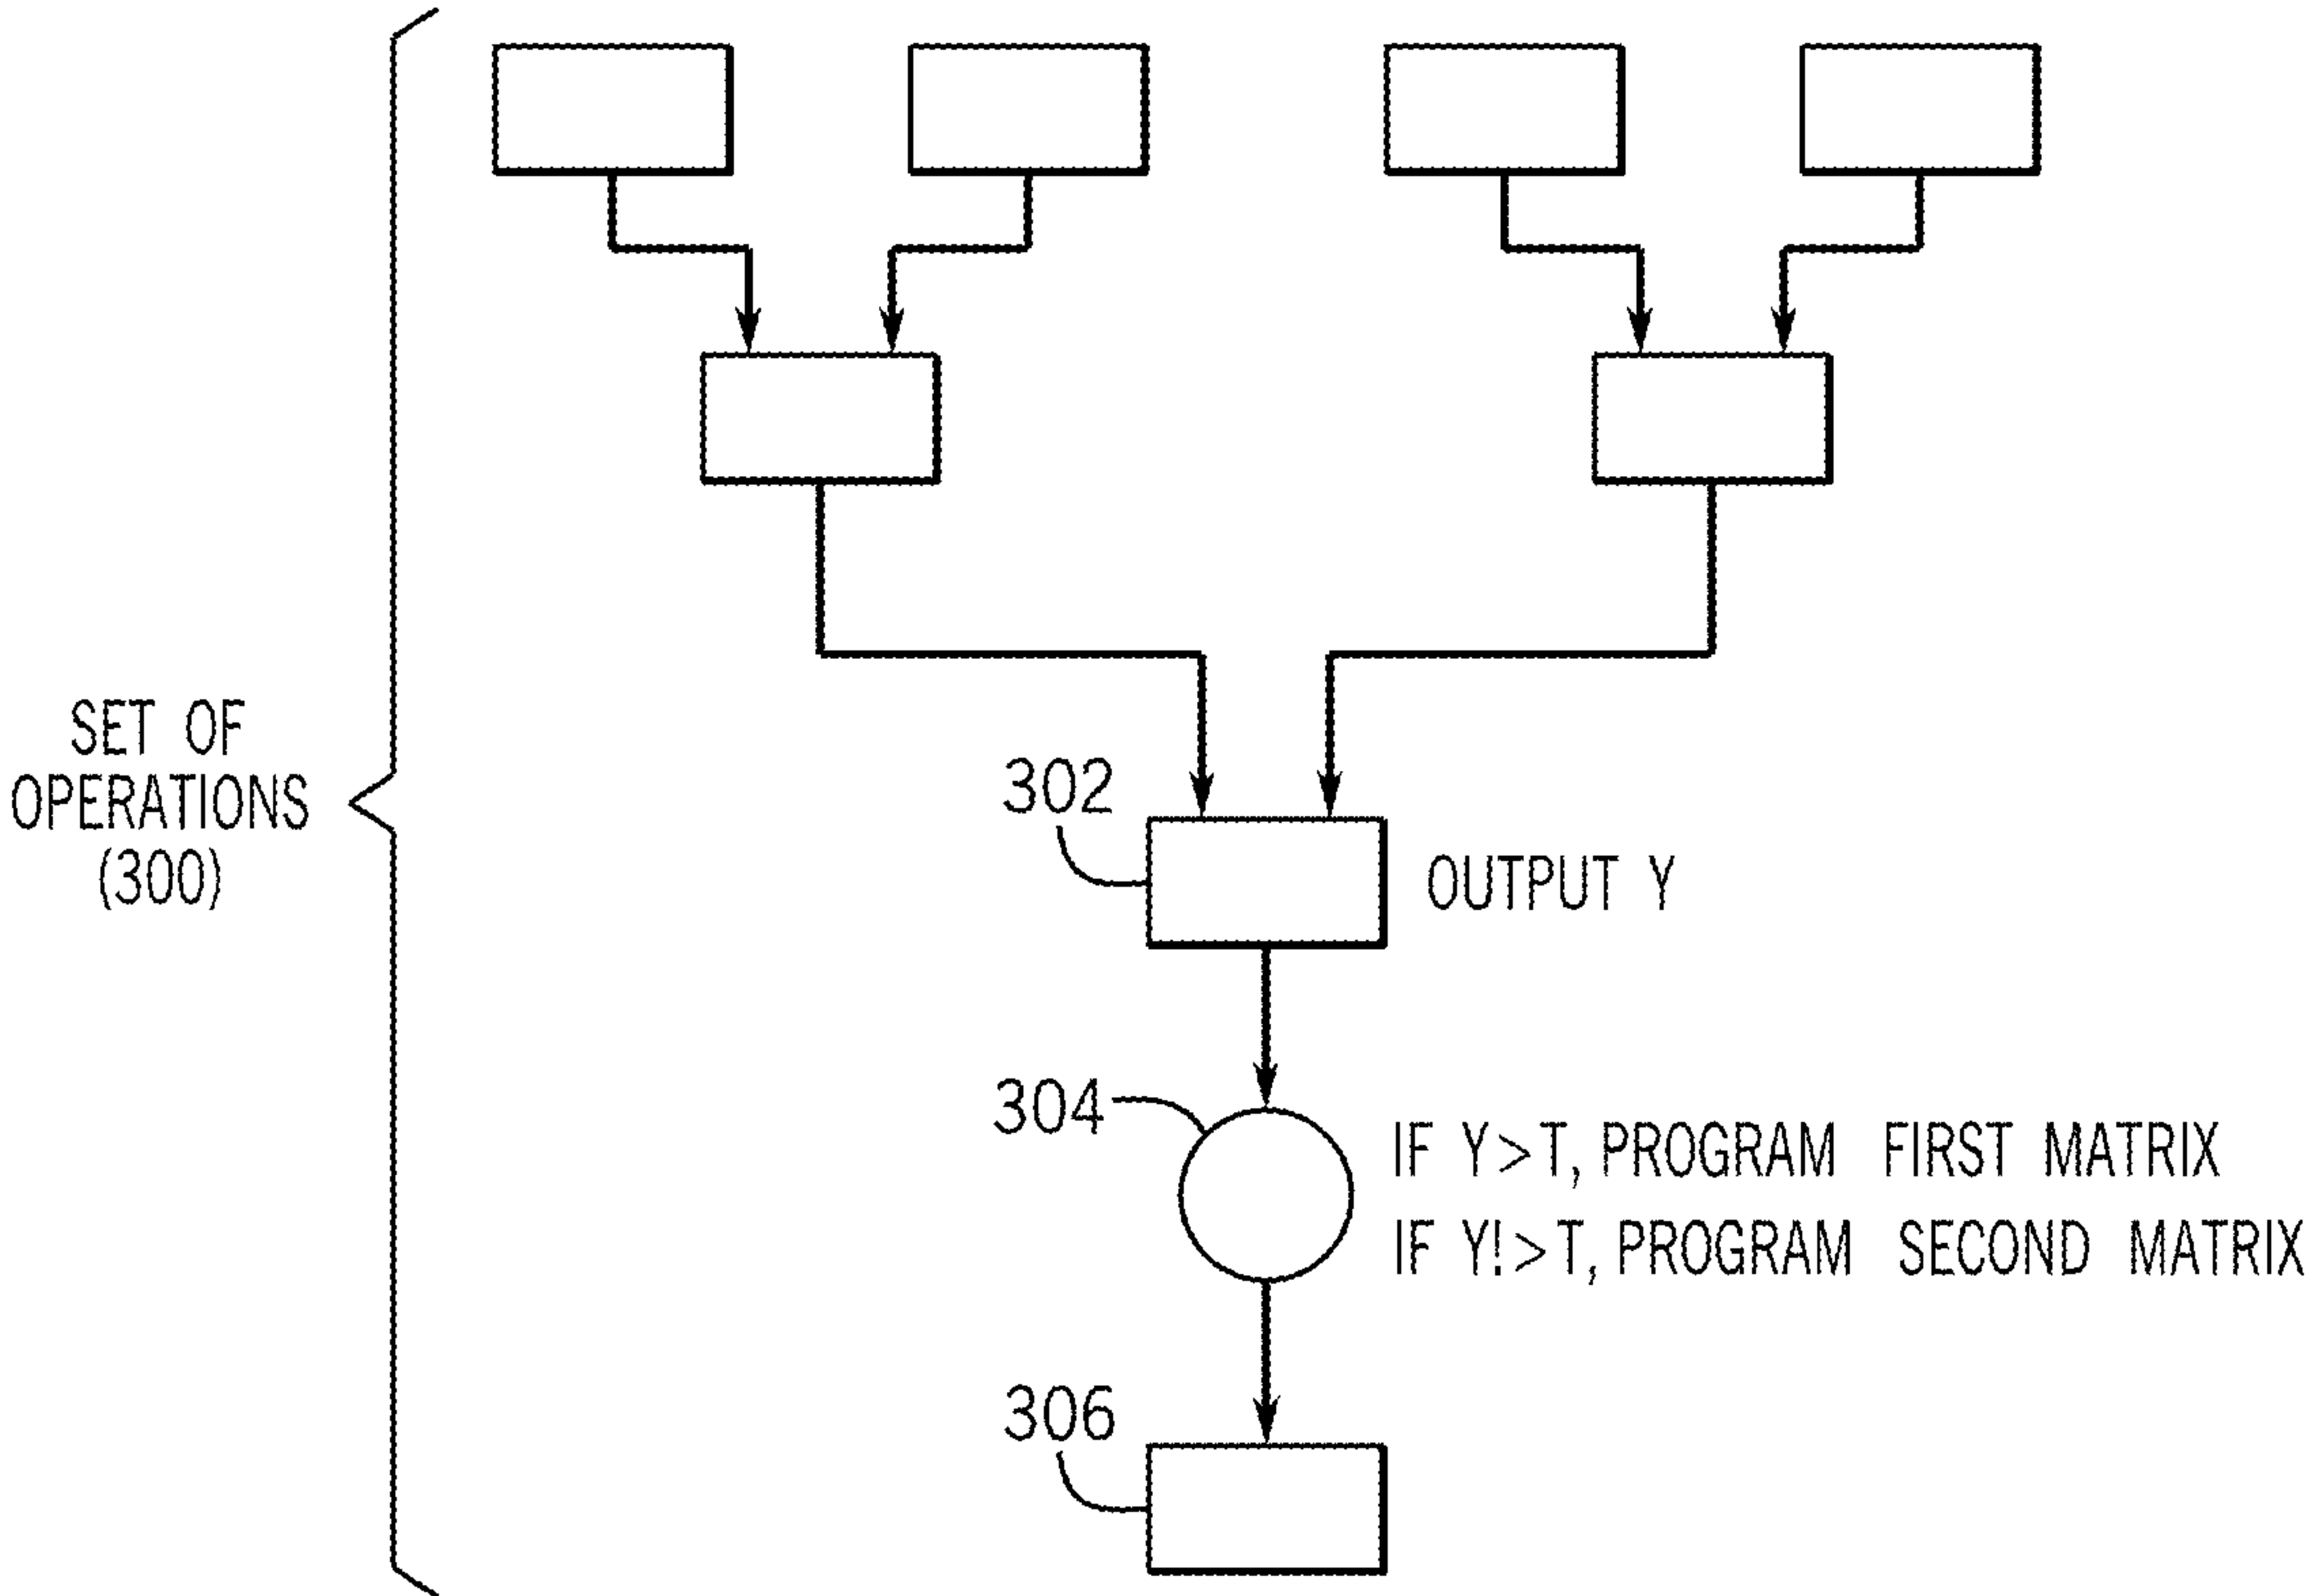 SET OF
OPERATIONS
(300)
302
OUTPUT Y
304
IF Y>T, PROGRAM FIRST MATRIX
IF Y!>T, PROGRAM SECOND MATRIX
306